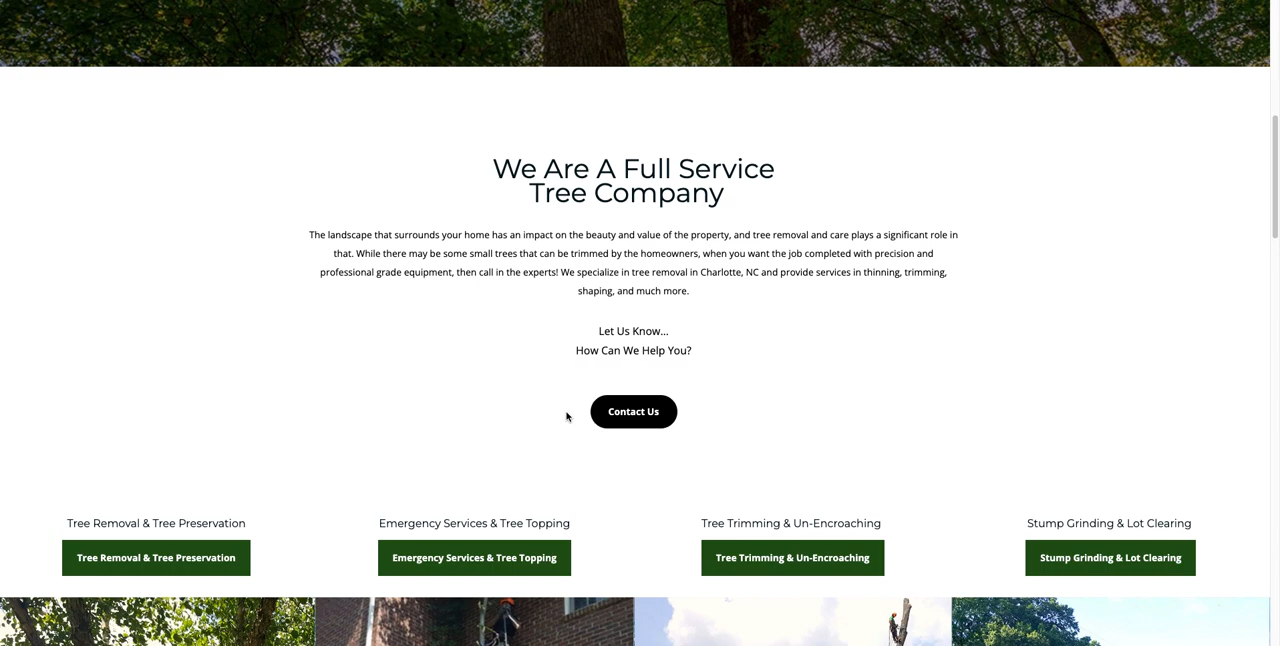 We Are A Full Service
Tree Company
The landscape that surrounds your home has an impact on the beauty and value of the property, and tree removal and care plays a significant role in
that. While there may be some small trees that can be trimmed by the homeowners, when you want the job completed with precision and
professional grade equipment, then call in the experts! We specialize in tree removal in Charlotte, NC and provide services in thinning, trimming,
shaping, and much more.
Let Us Know...
How Can We Help You?
Contact Us
Tree Removal & Tree Preservation
Emergency Services & Tree Topping
Tree Trimming & Un-Encroaching
Stump Grinding & Lot Clearing
Tree Removal & Tree Preservation
Emergency Services & Tree Topping
Tree Trimming & Un-Encroaching
Stump Grinding & Lot Clearing